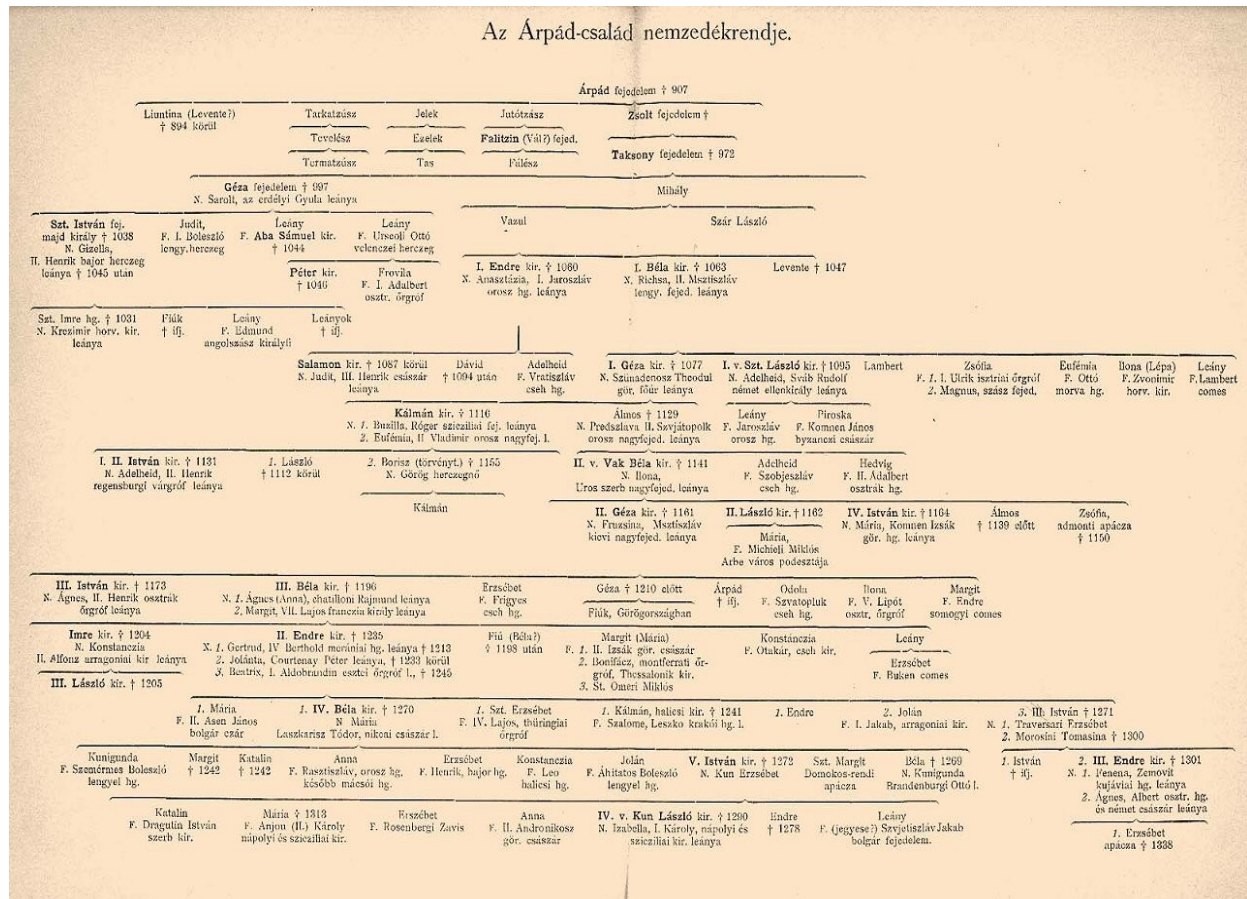 Az Árpád-család nemzedékrendje.
Árpád fejedelem † 907
Liuntina (Levente?)
† 894 körül
Tarkatzúsz
Jelek
Jutótzász
Zsolt fejedelem †
Tevelész
Ezelek
Falitzin (Vál?) fejed.
Taksony fejedelem † 972
Termatzúsz
Tas
Fálész
Géza fejedelem † 997
N. Sarolt, az erdélyi Gyula leánya
Mihály
Szt. István fej.
majd király † 1038
N. Gizella,
II. Henrik bajor herczeg
leánya † 1045 után
Judit,
F. I. Boleszló
lengy. herczeg
Leány
F. Aba Sámuel kir.
† 1044
Leány
F. Urseoli Ottó
velenczei herczeg
Vazul
Szár László
Péter kir.
† 1046
Frovila
F. I. Adalbert
osztr. őrgróf
I. Endre kir. † 1060
N. Anasztázia, I. Jaroszláv
orosz hg. leánya
I. Béla kir. † 1063
N. Richsa, II. Msztiszláv
lengy. fejed. leánya
Levente † 1047
Szt. Imre hg. † 1031
N. Krezimir horv. kir.
leánya
Fiúk
† ifj.
Leány
F. Edmund
angolszász királyfi
Leányok
† ifj.
Salamon kir. † 1087 körül
N. Judit, III. Henrik császár
leánya
Dávid
† 1094 után
Adelheid
F. Vratiszláv
cseh hg.
I. Géza kir. † 1077
N. Szünadenosz Theodul
gör. főúr leánya
I. v. Szt. László kir. † 1095
N. Adelheid, Sváb Rudolf
német ellenkirály leánya
Lambert
Zsófia
F. 1. I. Ulrik isztriai őrgróf
2. Magnus, szász fejed.
Eufémia
F. Ottó
morva hg.
Ilona (Lépa)
F. Zvonimir
horv. kir.
Leány
F. Lambert
comes
Kálmán kir. † 1116
N. 1. Buzilla, Róger sziczíliai fej. leánya
2. Eufémia, II Vladimir orosz nagyfej. l.
Álmos † 1129
N. Predszlava II. Szvjatopolk
orosz nagyfejed. leánya
Leány
F. Jaroszláv
orosz hg.
Piroska
F. Komnen János
byzanczi császár
I. II. István kir. † 1131
N. Adelheid, II. Henrik
regensburgi várgróf leánya
1. László
† 1112 körül
2. Borisz (törvényt.) † 1155
N. Görög herczegnő
II. v. Vak Béla kir. † 1141
N. Ilona,
Uros szerb nagyfejed. leánya
Adelheid
F. Szobjeszláv
cseh hg.
Hedvig
F. II. Adalbert
osztrák hg.
Kálmán
II. Géza kir. † 1161
N. Fruzsina, Msztiszláv
kievi nagyfejed. leánya
II. László kir. † 1162
IV. István kir. † 1164
N. Mária, Komnen Izsák
gör. hg. leánya
Álmos
† 1139 előtt
Zsófia,
admonti apácza
† 1150
Mária,
F. Michieli Miklós
Arbe város podesztája
III. István kir. † 1173
N. Ágnes, II. Henrik osztrák
őrgróf leánya
III. Béla kir. † 1196
N. 1. Ágnes (Anna), chatilloni Rajmund leánya
2. Margit, VII. Lajos franczia király leánya
Erzsébet
F. Frigyes
cseh hg.
Géza † 1210 előtt
Fiúk, Görögországban
Árpád
† ifj.
Odola
F. Szvatopluk
cseh hg.
Ilona
F. V. Lipót
osztr. őrgróf
Margit
F. Endre
somogyi comes
Imre kir. † 1204
N. Konstanczia
II. Alfonz arragoniai kir leánya
II. Endre kir. † 1235
N. 1. Gertrud, IV Berthold merániai hg. leánya † 1213
2. Jolánta, Courtenay Péter leánya, † 1233 körül
3. Beatrix, I. Aldobrandin esztei őrgróf l., † 1245
Fiú (Béla?)
† 1198 után
Margit (Mária)
F. 1. II. Izsák gör. császár
2. Bonifácz, montferrati őr-
gróf, Thesszalonik kir.
3. St. Omeri Miklós
Konstánczia
F. Otakár, cseh kir.
Leány
Erzsébet
F. Buken comes
III. László kir. † 1205
1. Mária
F. II. Asen János
bolgár czár
1. IV. Béla kir. † 1270
N Mária
Laszkarisz Tódor, nikeai császár l.
1. Szt. Erzsébet
F. IV. Lajos, thüringiai
őrgróf
1. Kálmán, halicsi kir. † 1241
F. Szalome, Leszko krakói hg. l.
1. Endre
2. Jolán
F. I. Jakab, arragoniai kir.
3. III. István † 1271
N. 1. Traversari Erzsébet
2. Morosini Tomasina † 1300
Kunigunda
F. Szemérmes Boleszló
lengyel hg.
Margit
† 1242
Katalin
† 1242
Anna
F. Rasztiszláv, orosz hg.
később mácsói hg.
Erzsébet
F. Henrik, bajor hg.
Konstanczia
F. Leo
halicsi hg.
Jolán
F. Áhitatos Boleszló
lengyel hg.
V. István kir. † 1272
N. Kun Erzsébet
Szt. Margit
Domokos-rendi
apácza
Béla † 1269
N. Kunigunda
Brandenburgi Ottó l.
1. István
† ifj.
2. III. Endre kir. † 1301
N. 1. Fenena, Zemovit
kujáviai hg. leánya
2. Ágnes, Albert osztr. hg.
és német császár leánya
Katalin
F. Dragutin István
szerb kir.
Mária † 1313
F. Anjou (II.) Károly
nápolyi és sziczíliai kir.
Erzsébet
F. Rosenbergi Zavis
Anna
F. II. Andronikosz
gör. császár
IV. v. Kun László kir. † 1290
N. Izabella, I. Károly, nápolyi és
sziczíliai kir. leánya
Endre
† 1278
Leány
F. (jegyese?) Szvjetiszláv Jakab
bolgár fejedelem.
1. Erzsébet
apácza † 1338